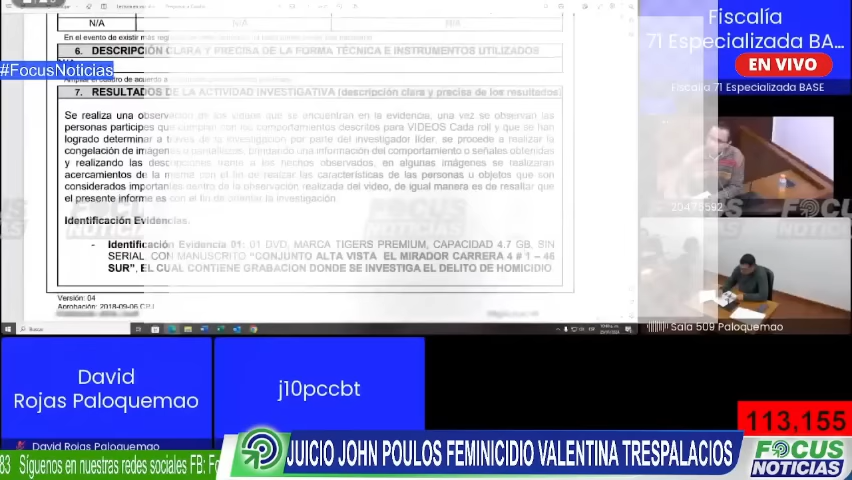 N/A
N/A
N/A
6. DESCRIPCIÓN CLARA Y PRECISA DE LA FORMA TÉCNICA E INSTRUMENTOS UTILIZADOS
7. RESULTADOS DE LA ACTIVIDAD INVESTIGATIVA (descripción clara y precisa de los resultados)
Se realiza una observación de los videos que se encuentran en la evidencia, una vez se observan las
personas participes que cumplan con los comportamientos descritos para VIDEOS Cada roll y que se han
logrado determinar a través de la investigación por parte del investigador líder, se procede a realizar la
congelación de imágenes brindando una información del comportamiento o señales obtenidas
y realizando las descripciones frente a los hechos observados, en algunas imágenes se realizaran
acercamientos de la misma con el fin de realzar las características de las personas u objetos que son
considerados importantes dentro de la observación realizada del video, de igual manera es de resaltar que
el presente informe es con el fin de orientar la investigación.
Identificación Evidencias.
- Identificación Evidencia 01: 01 DVD, MARCA TIGERS PREMIUM, CAPACIDAD 4.7 GB, SIN
SERIAL, CON MANUSCRITO "CONJUNTO ALTA VISTA EL MIRADOR CARRERA 4 # 1 – 46
SUR", EL CUAL CONTIENE GRABACION DONDE SE INVESTIGA EL DELITO DE HOMICIDIO.
Versión: 04
Aprobación: 2018-09-06 CPJ
#FocusNoticias
Fiscalía
71 Especializada BA...
EN VIVO
Fiscalia 71 Especializada BASE
20475592
Sala 509 Paloquemao
FOCUS
NOTICIAS
David
Rojas Paloquemao
David Rojas Paloquemao
j10pccbt
113,155
83 Síguenos en nuestras redes sociales FB: Fo
JUICIO JOHN POULOS FEMINICIDIO VALENTINA TRESPALACIOS
FOCUS
NOTICIAS